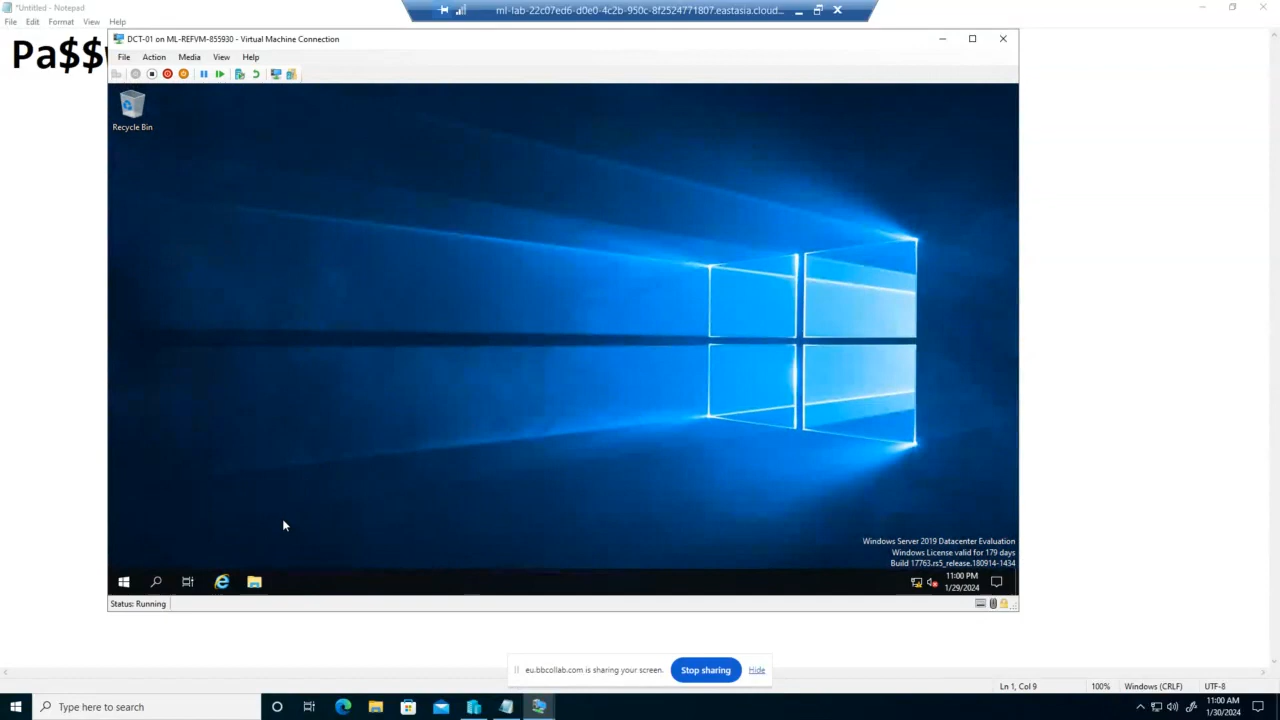 *Untitled - Notepad
ml-lab-22c07ed6-d0e0-4c2b-950c-8f2524771807.eastasia.cloud...
File Edit Format View Help
Pa$$
DCT-01 on ML-REFVM-855930 - Virtual Machine Connection
File Action Media View Help
Recycle Bin
Windows Server 2019 Datacenter Evaluation
Windows License valid for 179 days
Build 17763.rs5_release.180914-1434
11:00 PM
1/29/2024
Status: Running
eu.bbcollab.com is sharing your screen.
Stop sharing
Hide
Ln 1, Col 9
100%
Windows (CRLF)
UTF-8
Type here to search
11:00 AM
1/30/2024